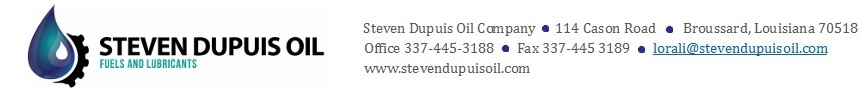 STEVEN DUPUIS OIL
FUELS AND LUBRICANTS
Steven Dupuis Oil Company ● 114 Cason Road ● Broussard, Louisiana 70518
Office 337-445-3188 ● Fax 337-445 3189 ● lorali@stevendupuisoil.com
www.stevendupuisoil.com